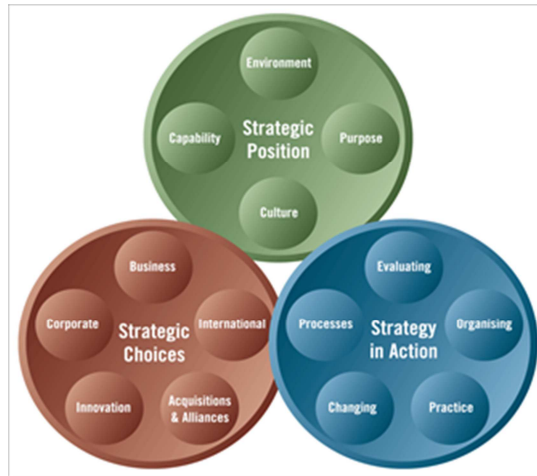 Environment
Capability
Strategic
Position
Purpose
Culture
Business
Corporate
Strategic
Choices
International
Innovation
Acquisitions
& Alliances
Evaluating
Processes
Strategy
in Action
Organising
Changing
Practice